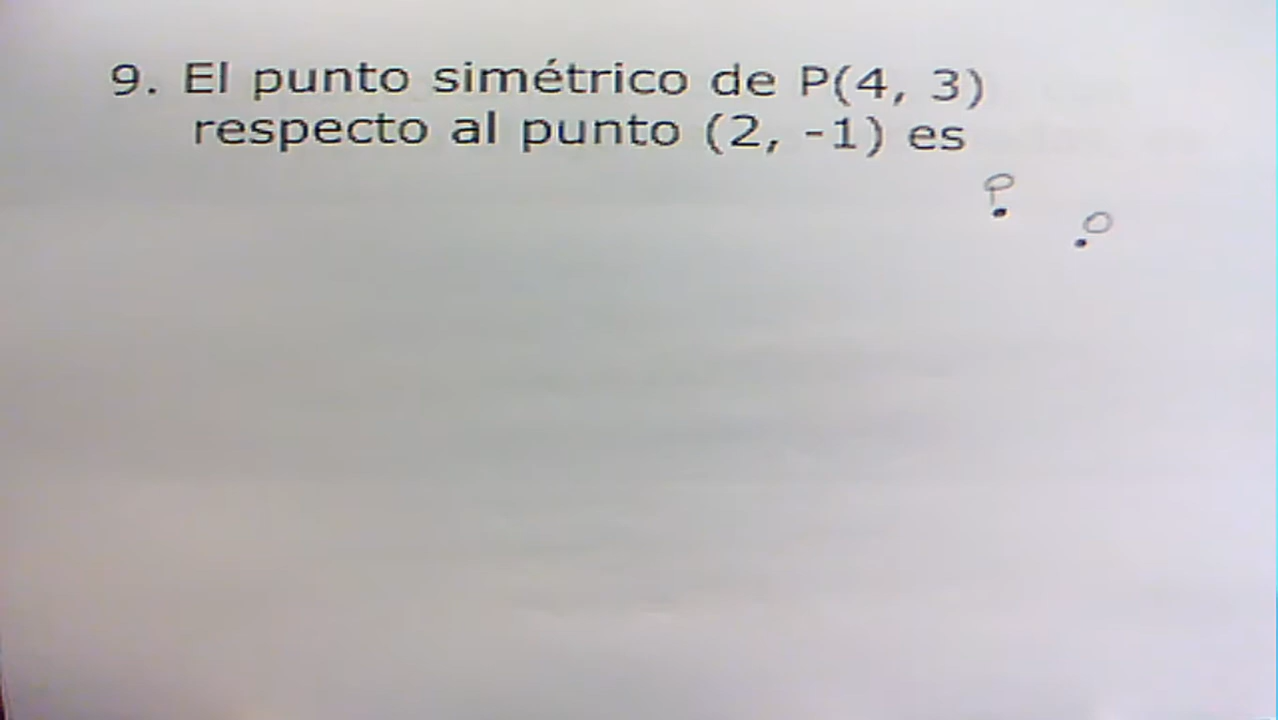 9. El punto simétrico de P(4, 3)
respecto al punto (2, -1) es